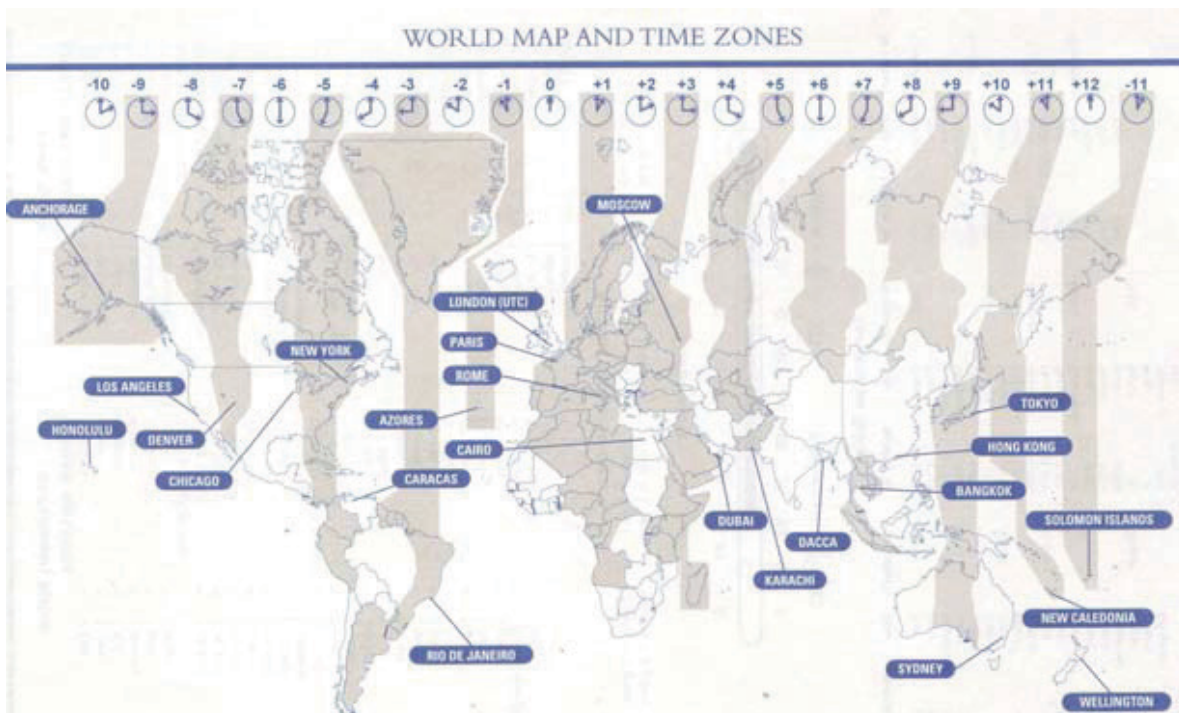 WORLD MAP AND TIME ZONES
-10 -9 -8 -7 -6 -5 -4 -3 -2 -1 0 +1 +2 +3 +4 +5 +6 +7 +8 +9 +10 +11 +12 -11
ANCHORAGE
MOSCOW
LONDON (UTC)
NEW YORK
PARIS
ROME
LOS ANGELES
AZORES
TOKYO
HONOLULU
DENVER
CAIRO
HONG KONG
CHICAGO
CARACAS
BANGKOK
DUBAI
SOLOMON ISLANDS
DACCA
KARACHI
NEW CALEDONIA
RIO DE JANEIRO
SYDNEY
WELLINGTON